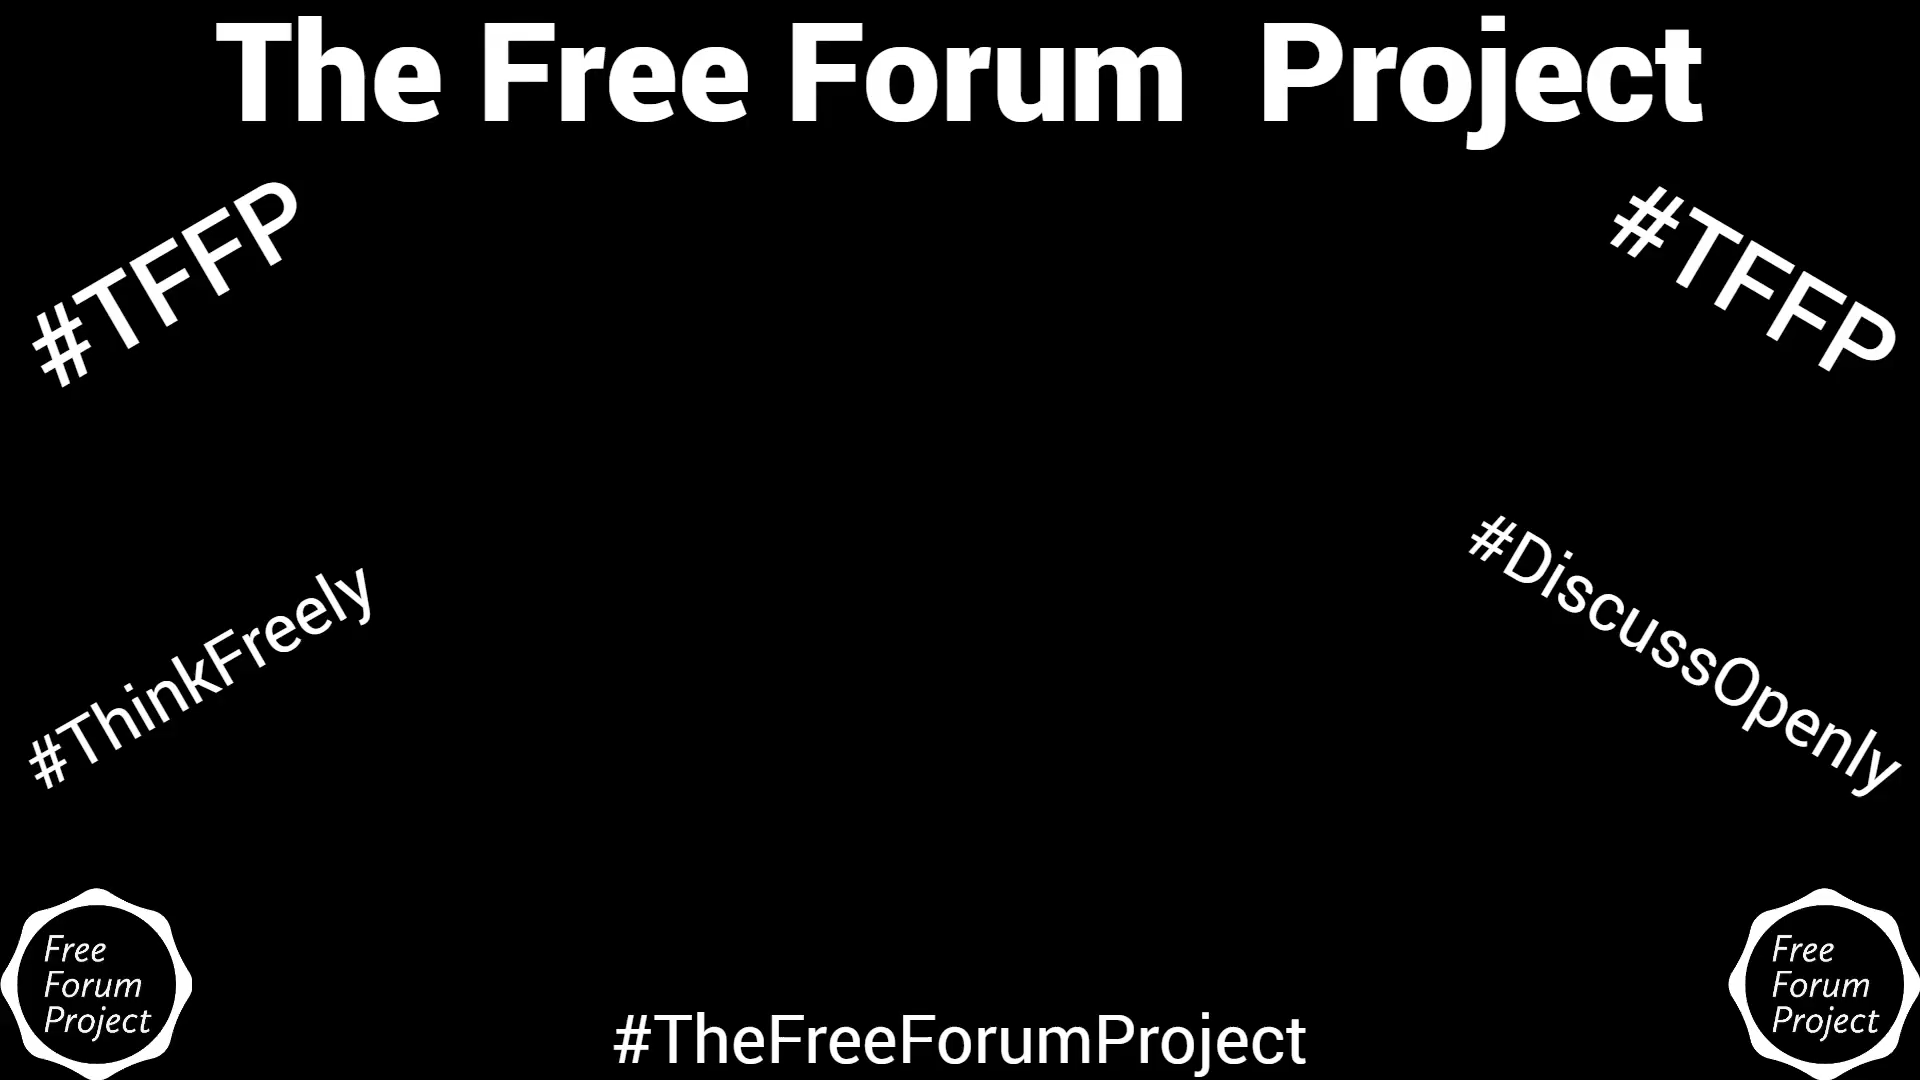 The Free Forum  Project
#TFFP
#TFFP
#ThinkFreely
#DiscussOpenly
Free
Forum
Project
#TheFreeForumProject
Free
Forum
Project